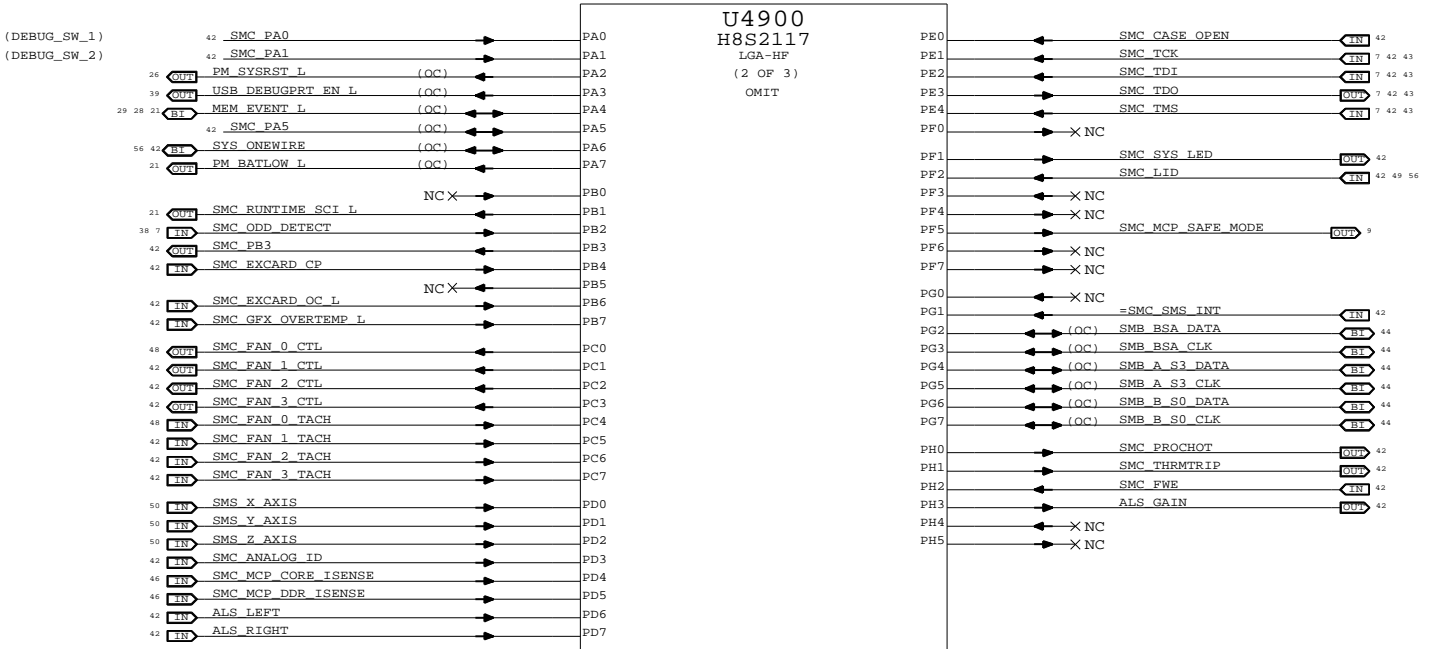 U4900
H8S2117
LGA-HF
(2 OF 3)
OMIT
(DEBUG_SW_1) 42 SMC_PA0 PA0
(DEBUG_SW_2) 42 SMC_PA1 PA1
26 OUT PM_SYSRST_L (OC) PA2
39 OUT USB_DEBUGPRT_EN_L (OC) PA3
29 28 21 BI MEM_EVENT_L (OC) PA4
42 SMC_PA5 (OC) PA5
56 42 BI SYS_ONEWIRE (OC) PA6
21 OUT PM_BATLOW_L (OC) PA7
NC PB0
21 OUT SMC_RUNTIME_SCI_L PB1
38 7 IN SMC_ODD_DETECT PB2
42 OUT SMC_PB3 PB3
42 IN SMC_EXCARD_CP PB4
NC PB5
42 IN SMC_EXCARD_OC_L PB6
42 IN SMC_GFX_OVERTEMP_L PB7
48 OUT SMC_FAN_0_CTL PC0
42 OUT SMC_FAN_1_CTL PC1
42 OUT SMC_FAN_2_CTL PC2
42 OUT SMC_FAN_3_CTL PC3
48 IN SMC_FAN_0_TACH PC4
42 IN SMC_FAN_1_TACH PC5
42 IN SMC_FAN_2_TACH PC6
42 IN SMC_FAN_3_TACH PC7
50 IN SMS_X_AXIS PD0
50 IN SMS_Y_AXIS PD1
50 IN SMS_Z_AXIS PD2
42 IN SMC_ANALOG_ID PD3
46 IN SMC_MCP_CORE_ISENSE PD4
46 IN SMC_MCP_DDR_ISENSE PD5
42 IN ALS_LEFT PD6
42 IN ALS_RIGHT PD7
PE0 SMC_CASE_OPEN IN 42
PE1 SMC_TCK IN 7 42 43
PE2 SMC_TDI IN 7 42 43
PE3 SMC_TDO OUT 7 42 43
PE4 SMC_TMS IN 7 42 43
PF0 NC
PF1 SMC_SYS_LED OUT 42
PF2 SMC_LID IN 42 49 56
PF3 NC
PF4 NC
PF5 SMC_MCP_SAFE_MODE OUT 9
PF6 NC
PF7 NC
PG0 NC
PG1 =SMC_SMS_INT IN 42
PG2 (OC) SMB_BSA_DATA BI 44
PG3 (OC) SMB_BSA_CLK BI 44
PG4 (OC) SMB_A_S3_DATA BI 44
PG5 (OC) SMB_A_S3_CLK BI 44
PG6 (OC) SMB_B_S0_DATA BI 44
PG7 (OC) SMB_B_S0_CLK BI 44
PH0 SMC_PROCHOT OUT 42
PH1 SMC_THRMTRIP OUT 42
PH2 SMC_FWE IN 42
PH3 ALS_GAIN OUT 42
PH4 NC
PH5 NC